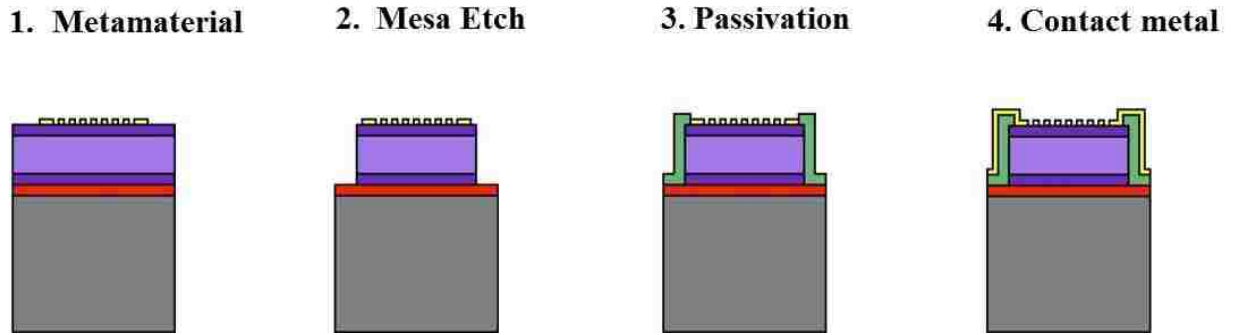 1. Metamaterial
2. Mesa Etch
3. Passivation
4. Contact metal